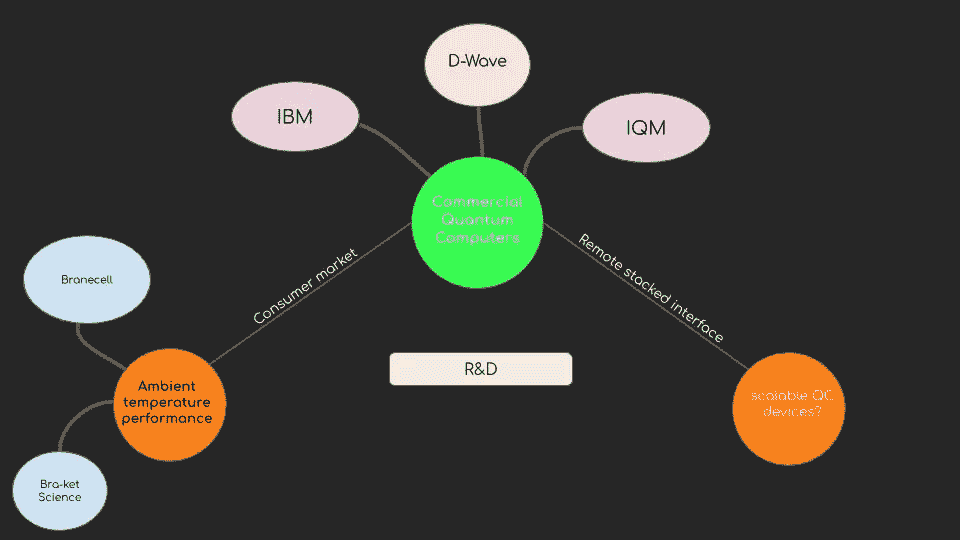 D-Wave
IBM
IQM
Commercial
Quantum
Computers
Consumer market
Remote stacked interface
Branecell
R&D
Ambient
temperature
performance
scalable QC
devices?
Bra-ket
Science